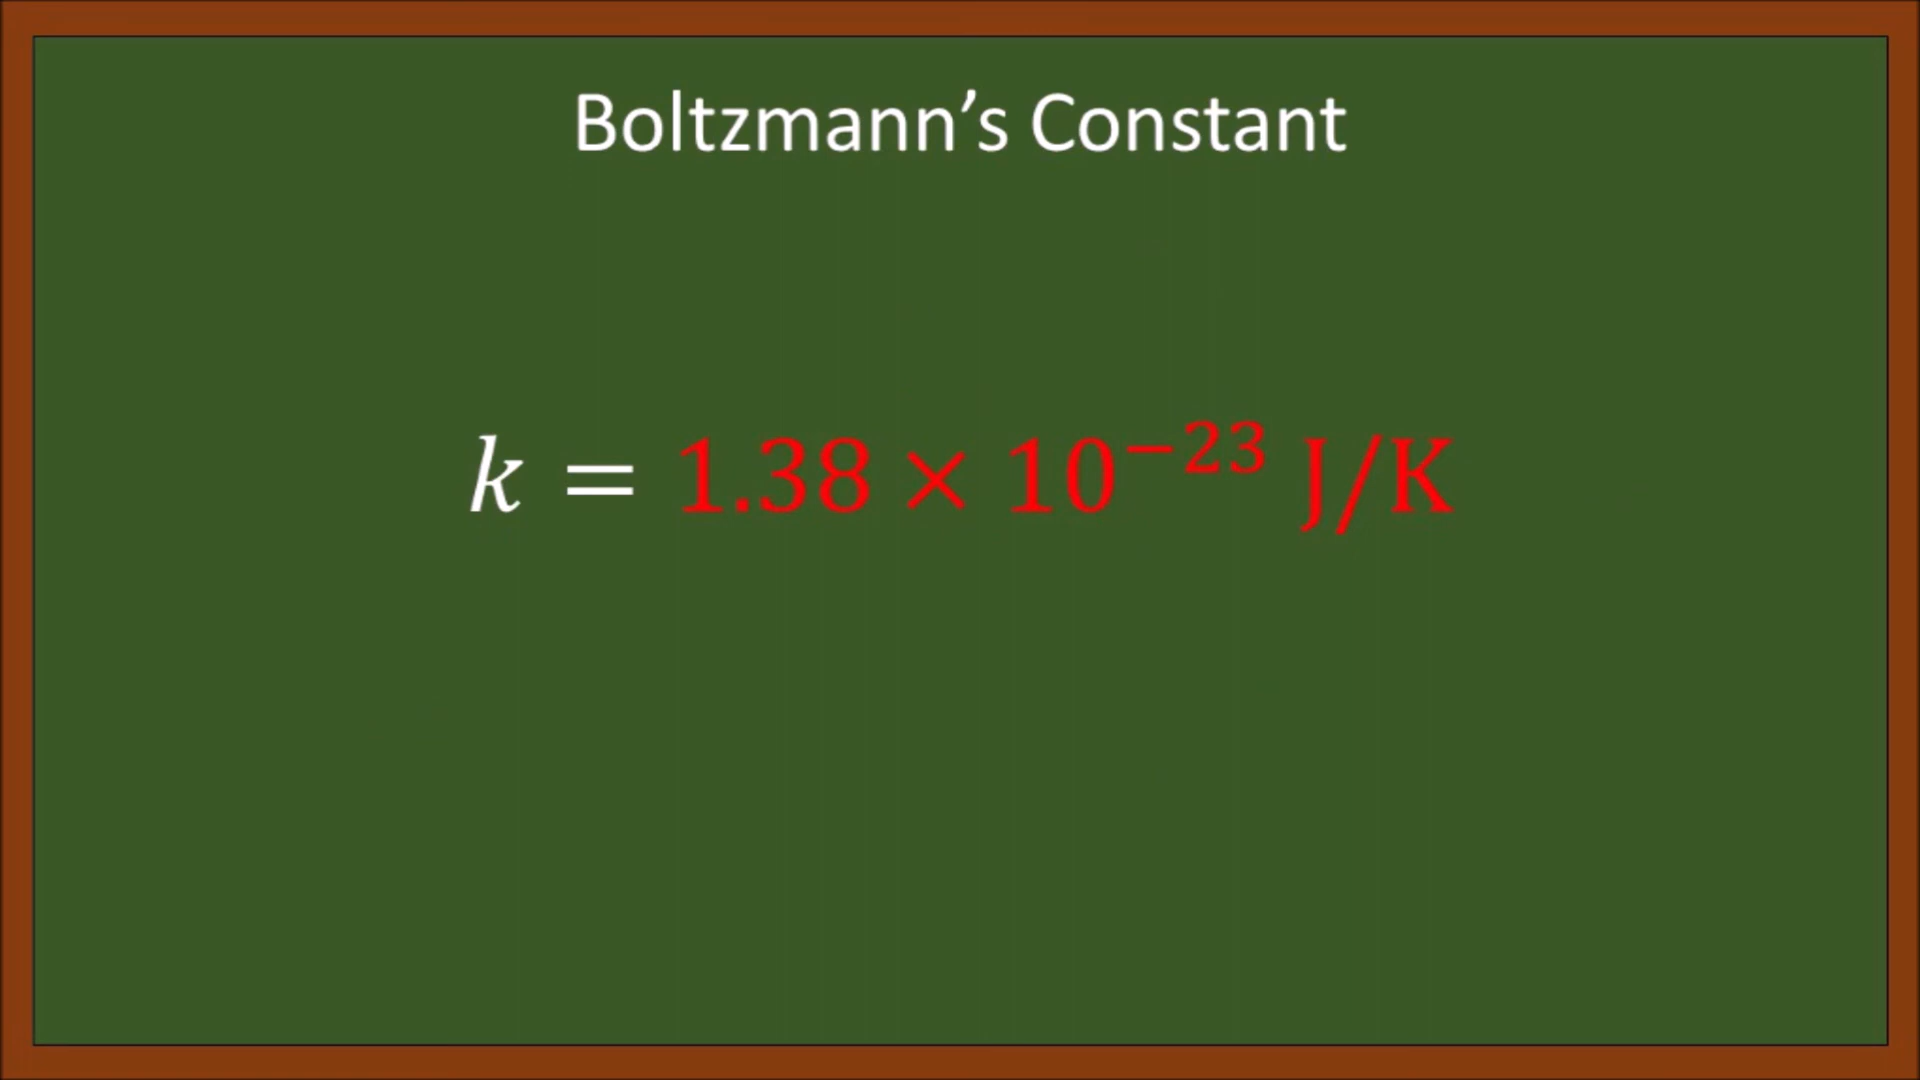 Boltzmann’s Constant
k = 1.38 × 10⁻²³ J/K